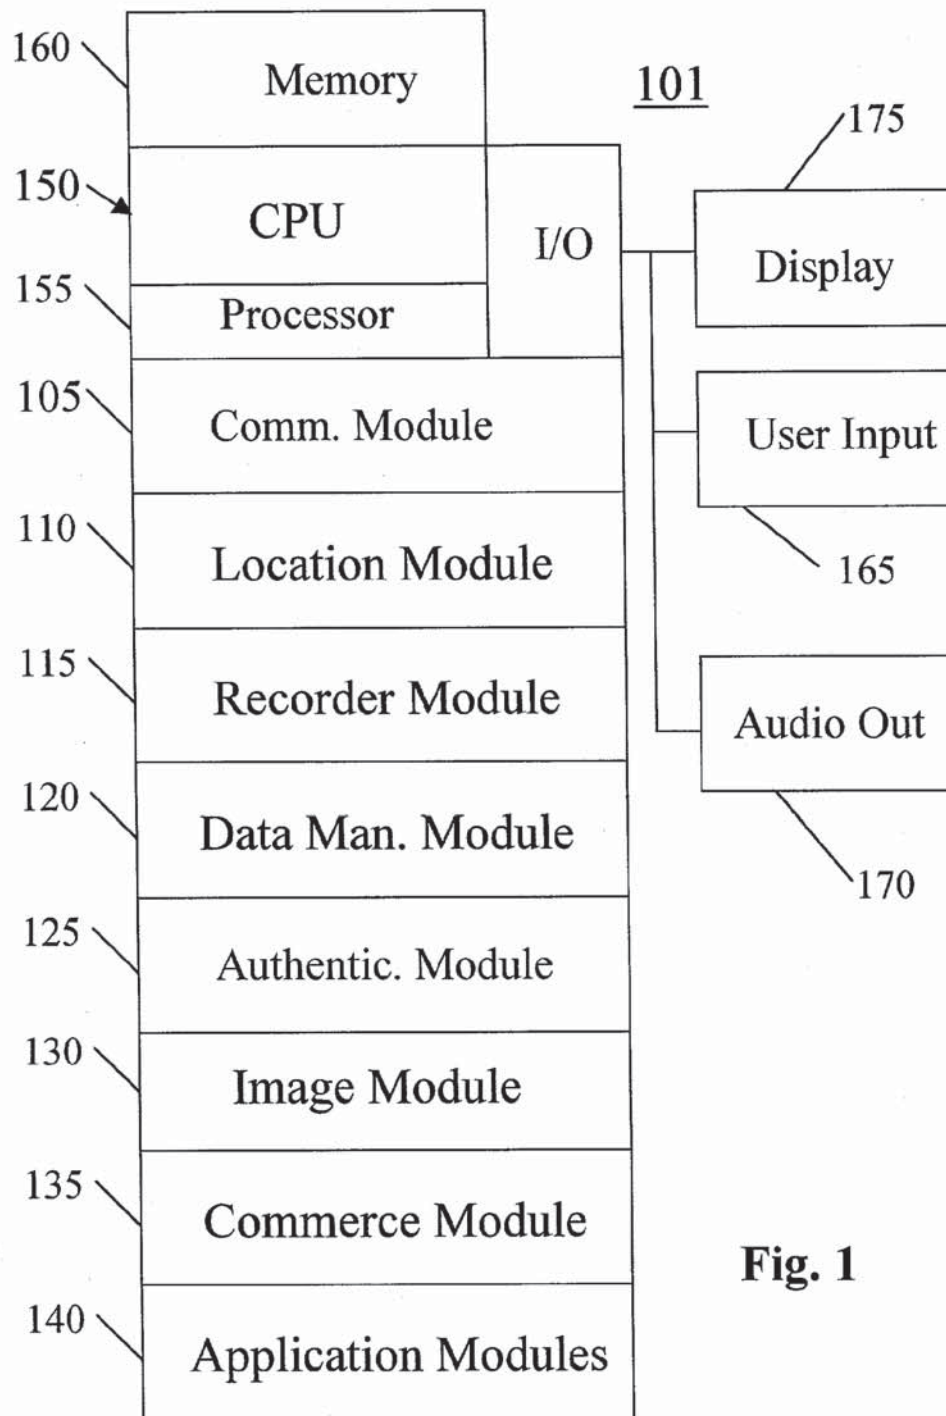 160
Memory
101
175
150
CPU
I/O
Display
155
Processor
105
Comm. Module
User Input
110
Location Module
165
115
Recorder Module
Audio Out
120
Data Man. Module
170
125
Authentic. Module
130
Image Module
135
Commerce Module
Fig. 1
140
Application Modules